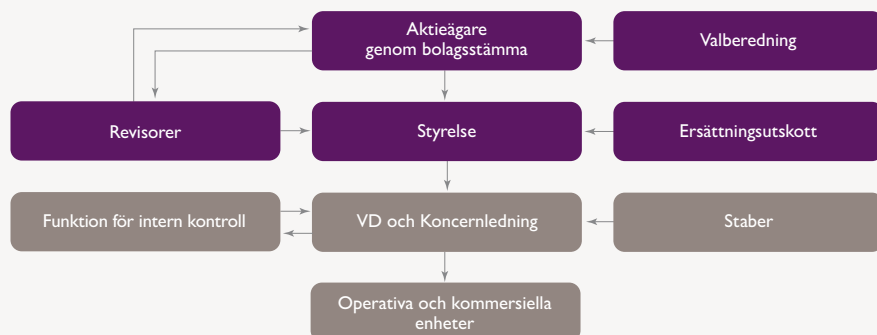 Aktieägare
genom bolagsstämma
Valberedning
Revisorer
Styrelse
Ersättningsutskott
Funktion för intern kontroll
VD och Koncernledning
Staber
Operativa och kommersiella
enheter